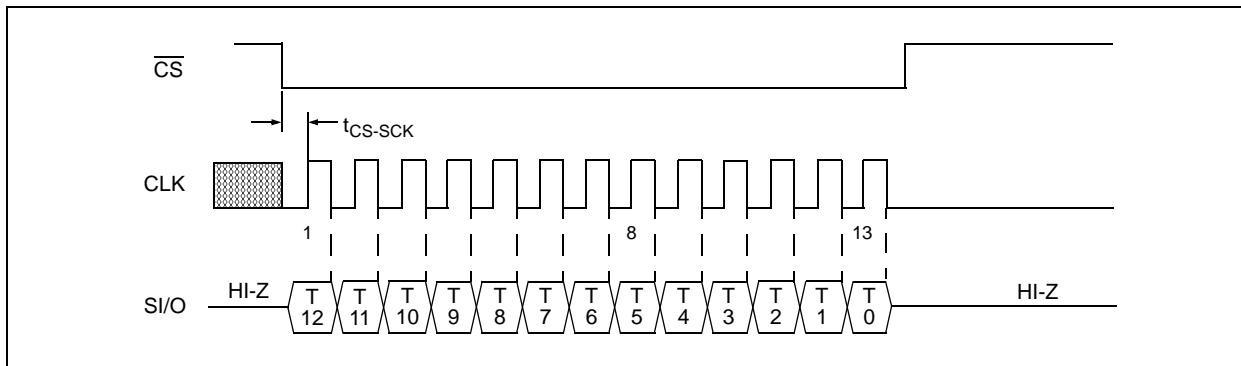 CS
tCS-SCK
CLK
1 8 13
HI-Z T T T T T T T T T T T T T HI-Z
SI/O 12 11 10 9 8 7 6 5 4 3 2 1 0